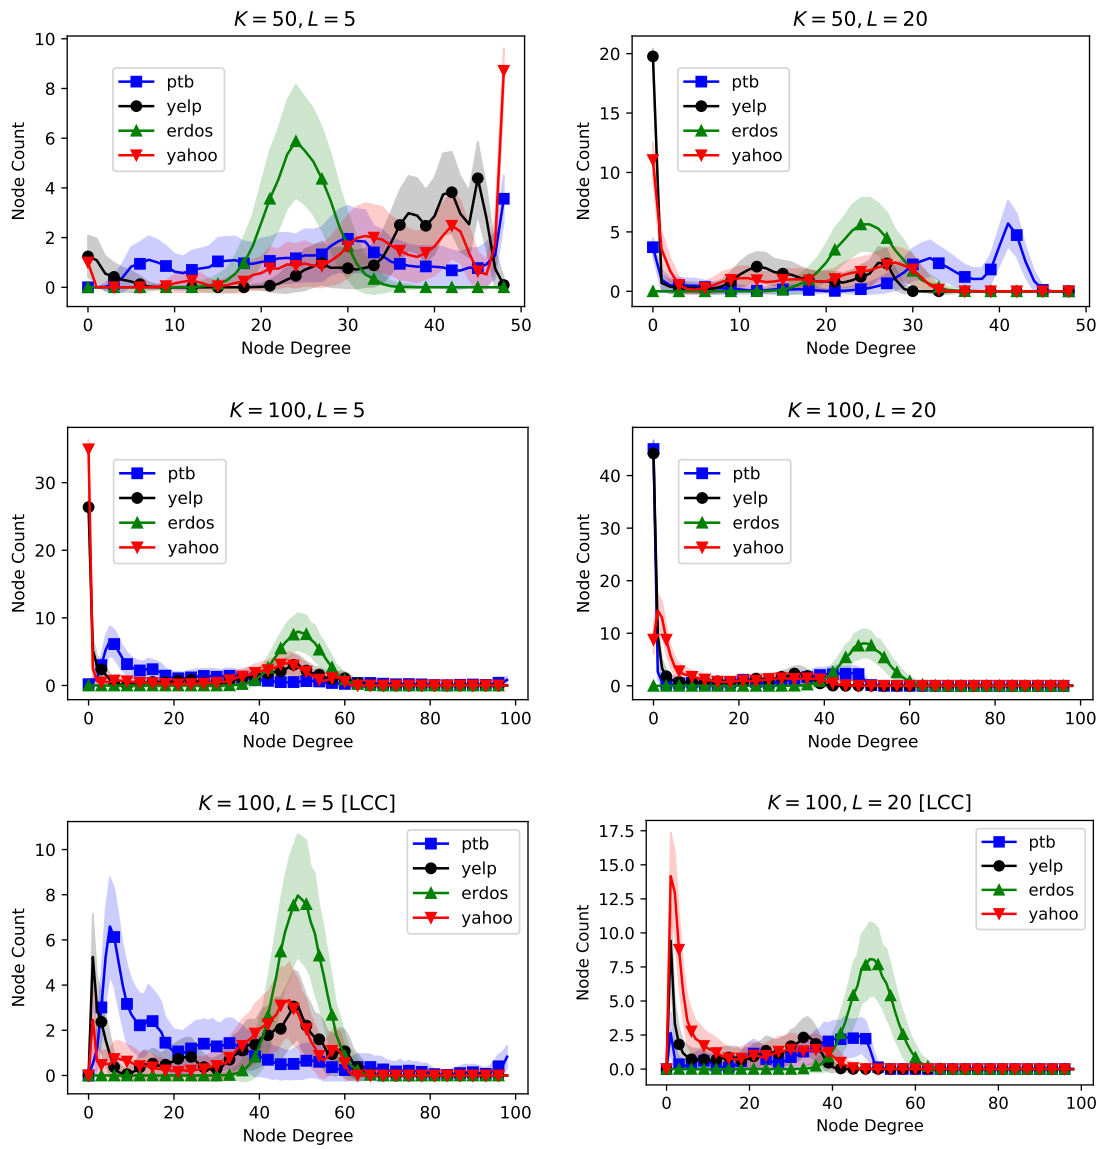 K = 50, L = 5
10
8
6
4
2
0
Node Count
ptb
yelp
erdos
yahoo
0 10 20 30 40 50
Node Degree
K = 50, L = 20
20
15
10
5
0
Node Count
ptb
yelp
erdos
yahoo
0 10 20 30 40 50
Node Degree
K = 100, L = 5
30
20
10
0
Node Count
ptb
yelp
erdos
yahoo
0 20 40 60 80 100
Node Degree
K = 100, L = 20
40
30
20
10
0
Node Count
ptb
yelp
erdos
yahoo
0 20 40 60 80 100
Node Degree
K = 100, L = 5 [LCC]
10
8
6
4
2
0
Node Count
ptb
yelp
erdos
yahoo
0 20 40 60 80 100
Node Degree
K = 100, L = 20 [LCC]
17.5
15.0
12.5
10.0
7.5
5.0
2.5
0.0
Node Count
ptb
yelp
erdos
yahoo
0 20 40 60 80 100
Node Degree